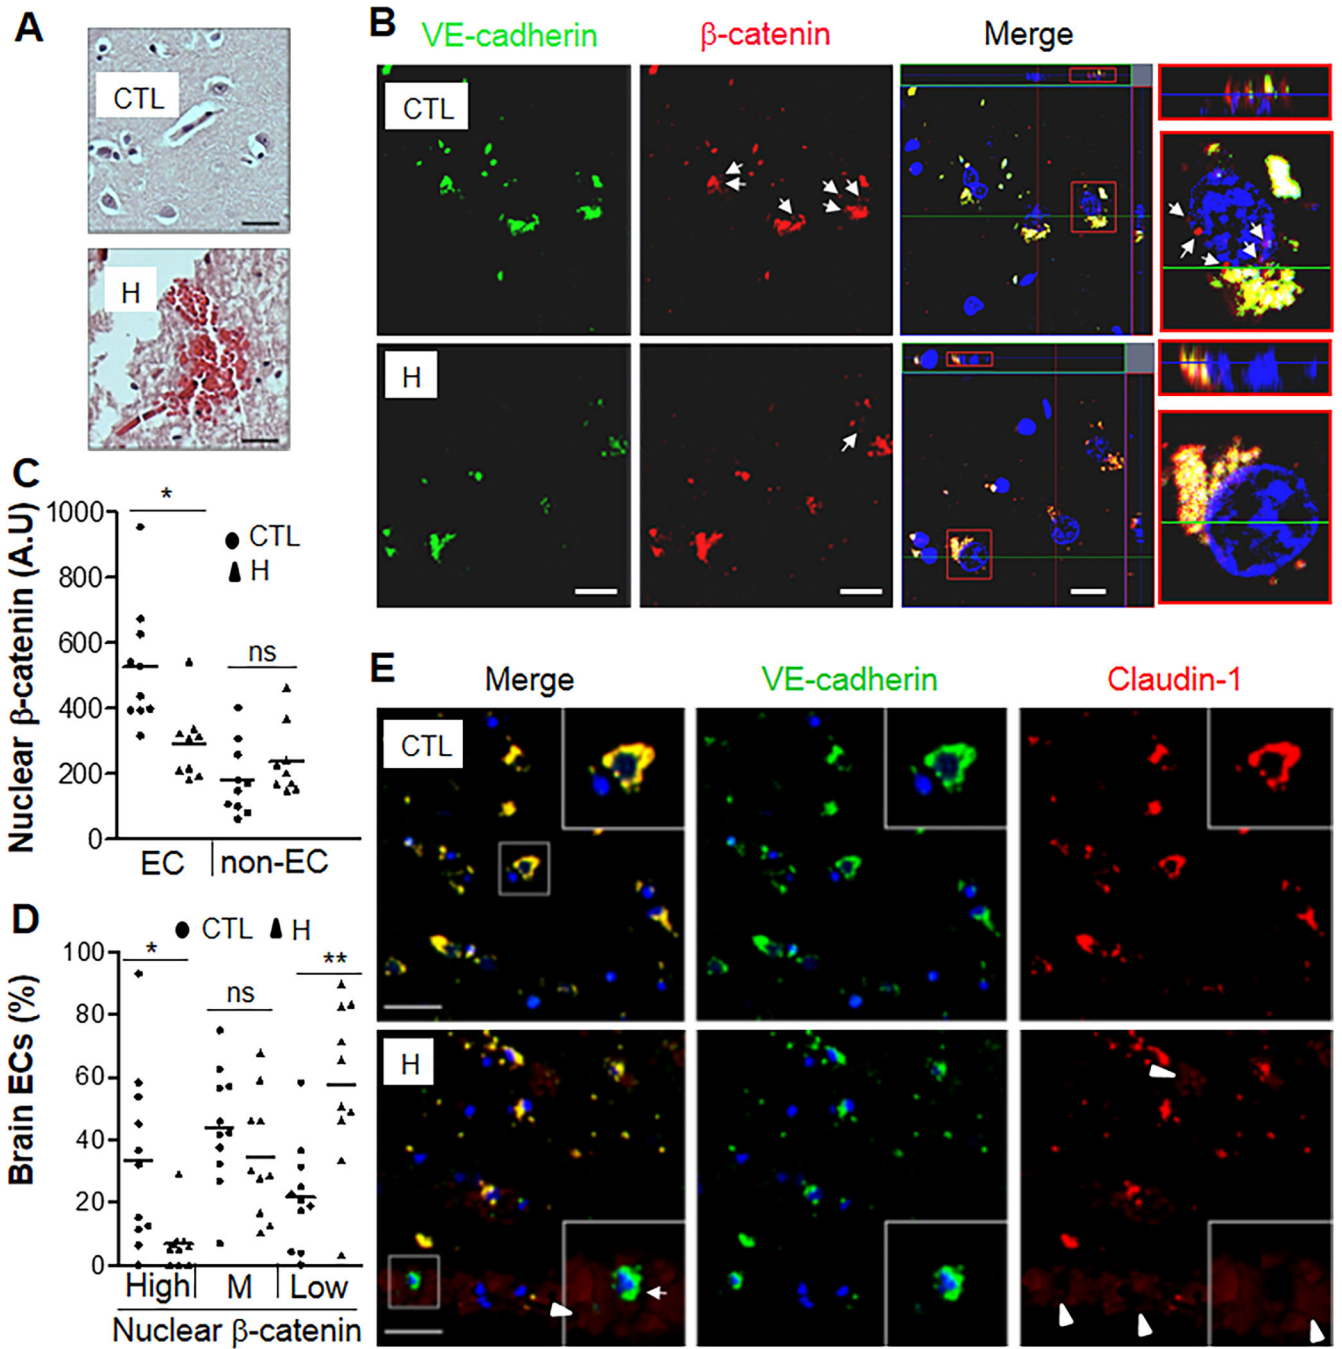 A
CTL
H
B
VE-cadherin β-catenin Merge
CTL
H
C
Nuclear β-catenin (A.U)
1000
800
600
400
200
0
*
CTL
H
ns
EC non-EC
D
Brain ECs (%)
100
80
60
40
20
0
CTL H
*
ns
**
High M Low
Nuclear β-catenin
E
Merge VE-cadherin Claudin-1
CTL
H